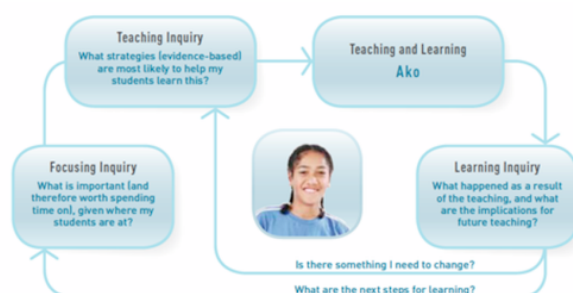 Teaching Inquiry
What strategies (evidence-based)
are most likely to help my
students learn this?
Teaching and Learning
Ako
Focusing Inquiry
What is important (and
therefore worth spending
time on), given where my
students are at?
Learning Inquiry
What happened as a result
of the teaching, and what
are the implications for
future teaching?
Is there something I need to change?
What are the next steps for learning?